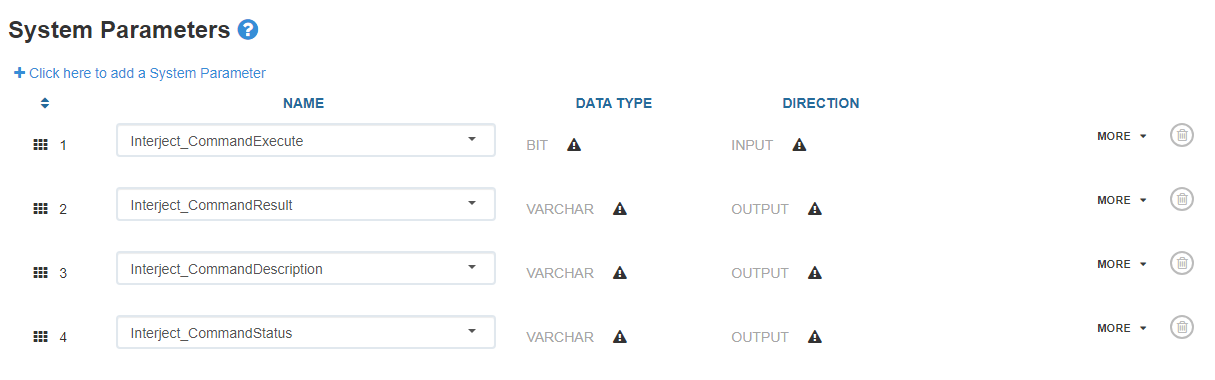 System Parameters ?
+ Click here to add a System Parameter
NAME DATA TYPE DIRECTION
1 Interject_CommandExecute BIT INPUT MORE
2 Interject_CommandResult VARCHAR OUTPUT MORE
3 Interject_CommandDescription VARCHAR OUTPUT MORE
4 Interject_CommandStatus VARCHAR OUTPUT MORE